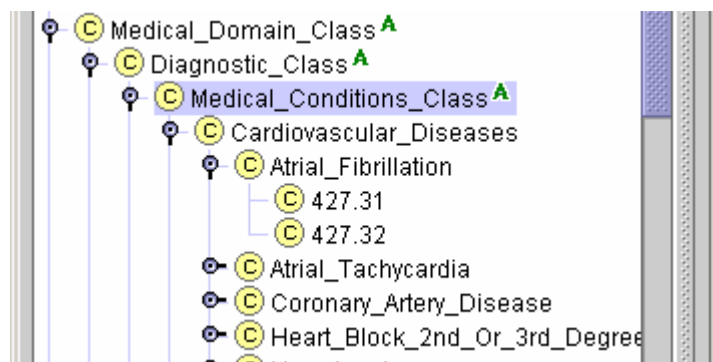 C Medical_Domain_Class A
C Diagnostic_Class A
C Medical_Conditions_Class A
C Cardiovascular_Diseases
C Atrial_Fibrillation
C 427.31
C 427.32
C Atrial_Tachycardia
C Coronary_Artery_Disease
C Heart_Block_2nd_Or_3rd_Degree